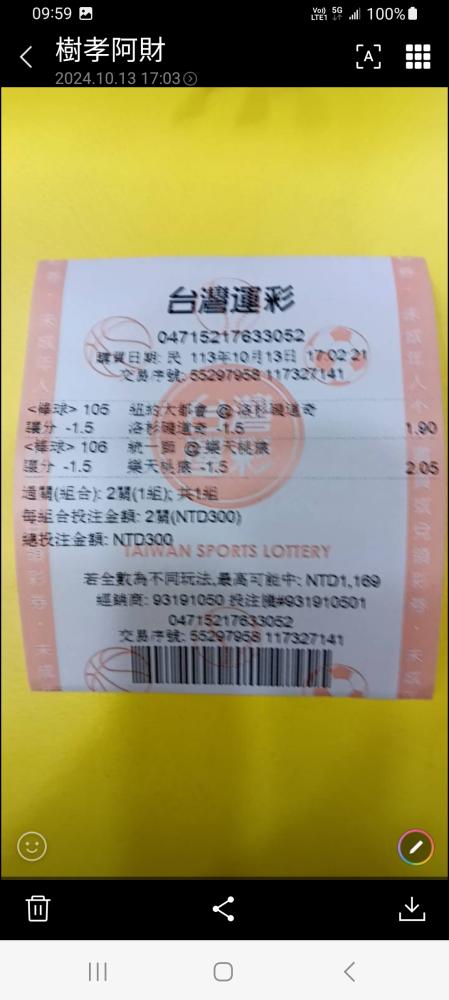 09:59
Vo) 5G
LTE1
100%
樹孝阿財
2024.10.13 17:03
A
台灣運彩
04715217633052
購買日期: 民 113年10月13日 17:02:21
交易序號: 55297958 117327141
<棒球> 105 紐約大都會 @ 洛杉磯道奇
讓分 -1.5 洛杉磯道奇 -1.5 1.90
<棒球> 106 統一獅 @ 樂天桃猿
讓分 -1.5 樂天桃猿 -1.5 2.05
過關(組合): 2關(1組); 共1組
每組合投注金額: 2關(NTD300)
總投注金額: NTD300
TAIWAN SPORTS LOTTERY
若全數為不同玩法,最高可能中: NTD1,169
經銷商: 93191050 投注機#931910501
04715217633052
交易序號: 55297958 117327141